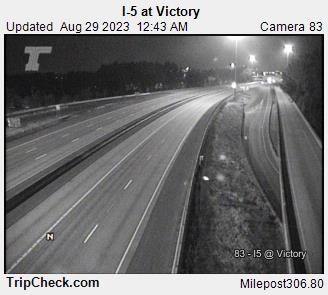 I-5 at Victory
Updated Aug 29 2023 12:43 AM Camera 83
T
N
83 - I5 @ Victory
TripCheck.com Milepost306.80